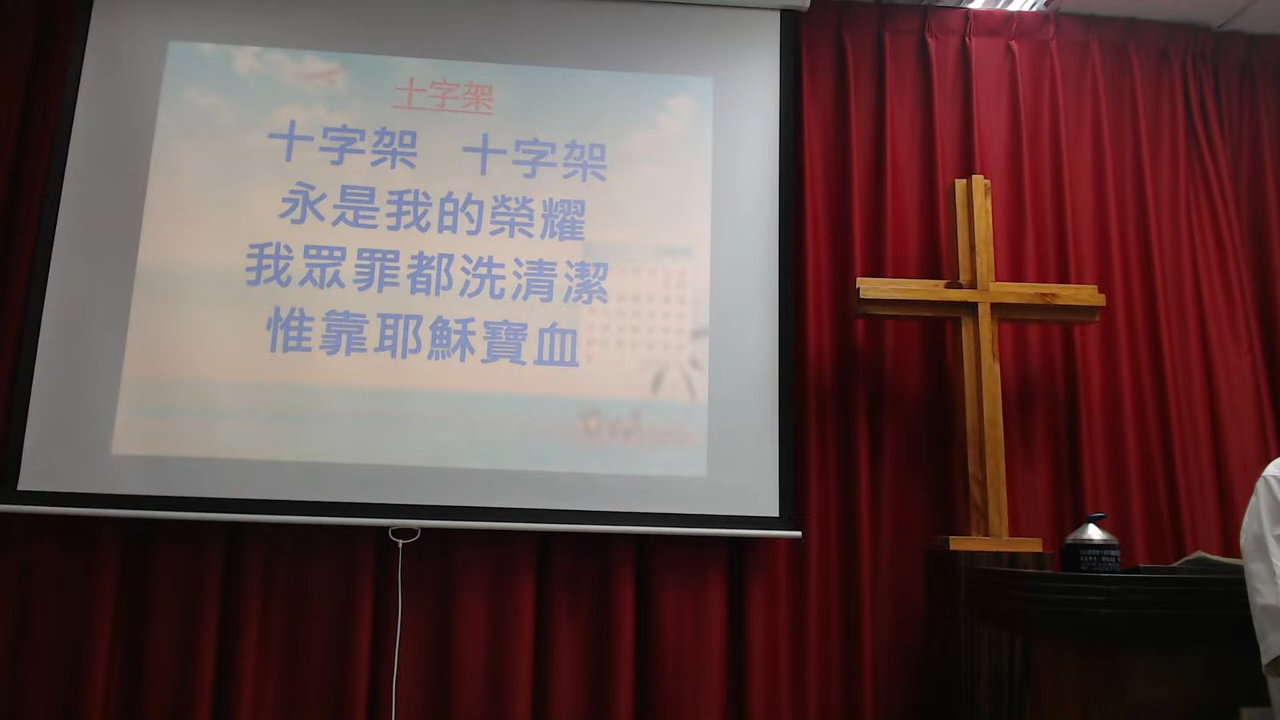 十字架
十字架　十字架
永是我的榮耀
我眾罪都洗清潔
惟靠耶穌寶血